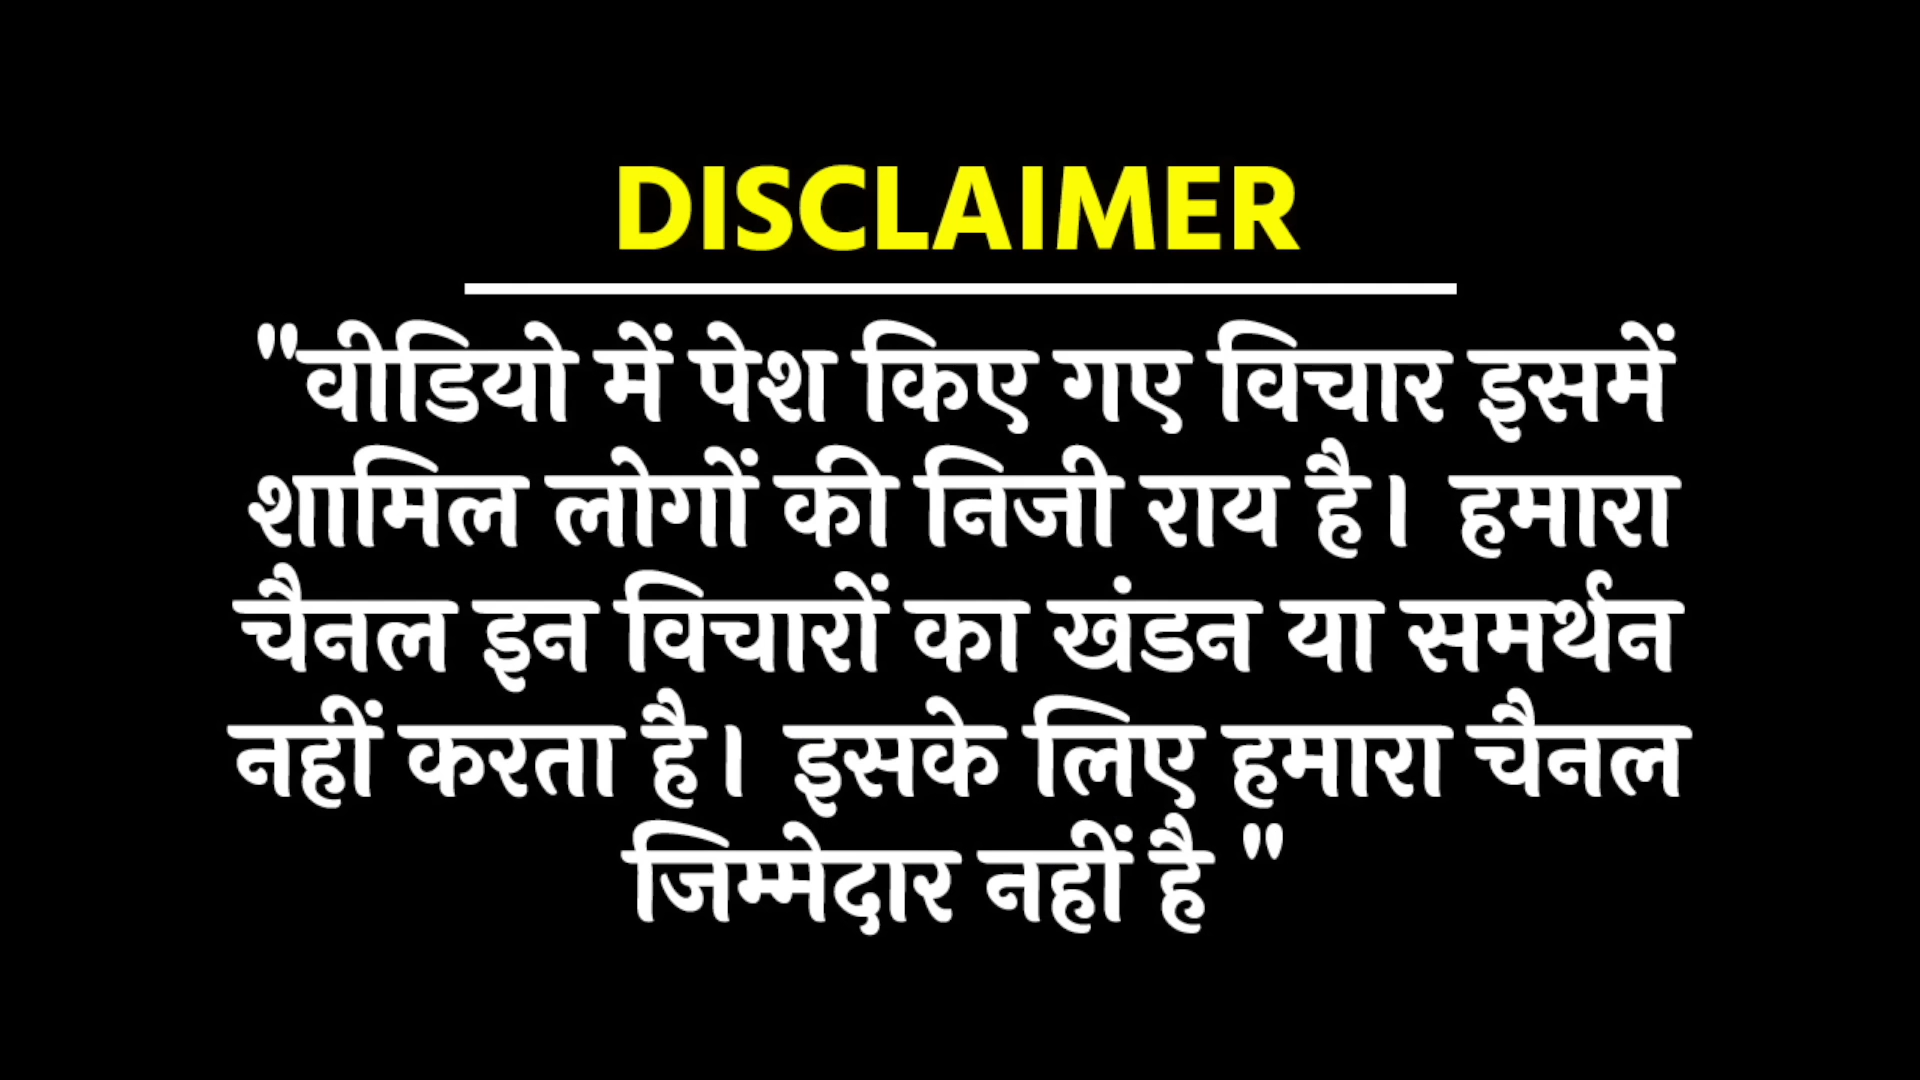 DISCLAIMER
"वीडियो में पेश किए गए विचार इसमें
शामिल लोगों की निजी राय है। हमारा
चैनल इन विचारों का खंडन या समर्थन
नहीं करता है। इसके लिए हमारा चैनल
जिम्मेदार नहीं है "